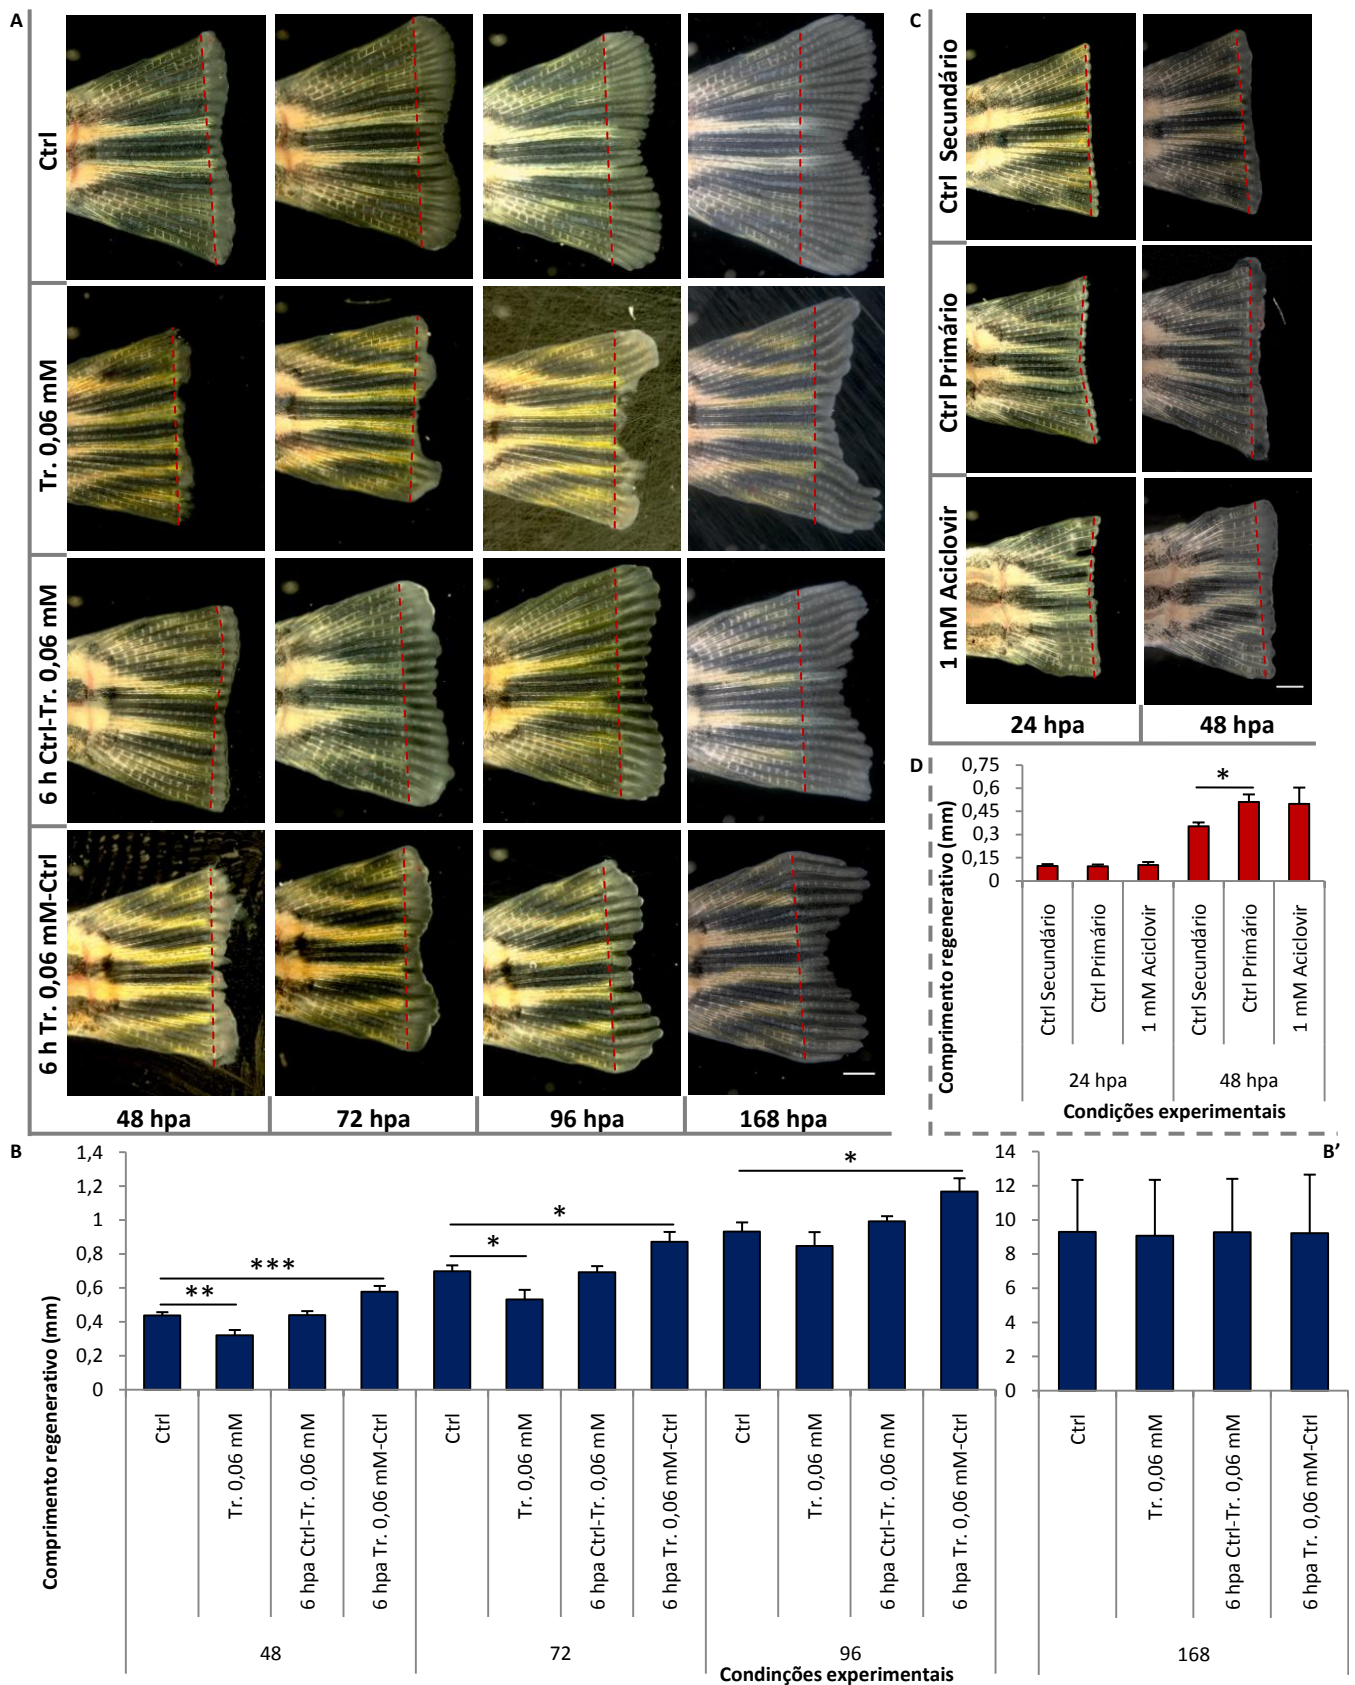 A
Ctrl
Tr. 0,06 mM
6 h Ctrl-Tr. 0,06 mM
6 h Tr. 0,06 mM-Ctrl
48 hpa
72 hpa
96 hpa
168 hpa
C
Ctrl Secundário
Ctrl Primário
1 mM Aciclovir
24 hpa
48 hpa
D
Comprimento regenerativo (mm)
0,75
0,6
0,45
0,3
0,15
0
*
Ctrl Secundário
Ctrl Primário
1 mM Aciclovir
Ctrl Secundário
Ctrl Primário
1 mM Aciclovir
24 hpa
48 hpa
Condições experimentais
B
Comprimento regenerativo (mm)
1,4
1,2
1
0,8
0,6
0,4
0,2
0
**
***
*
*
*
Ctrl
Tr. 0,06 mM
6 hpa Ctrl-Tr. 0,06 mM
6 hpa Tr. 0,06 mM-Ctrl
Ctrl
Tr. 0,06 mM
6 hpa Ctrl-Tr. 0,06 mM
6 hpa Tr. 0,06 mM-Ctrl
Ctrl
Tr. 0,06 mM
6 hpa Ctrl-Tr. 0,06 mM
6 hpa Tr. 0,06 mM-Ctrl
48
72
96
Condinções experimentais
B'
14
12
10
8
6
4
2
0
Ctrl
Tr. 0,06 mM
6 hpa Ctrl-Tr. 0,06 mM
6 hpa Tr. 0,06 mM-Ctrl
168